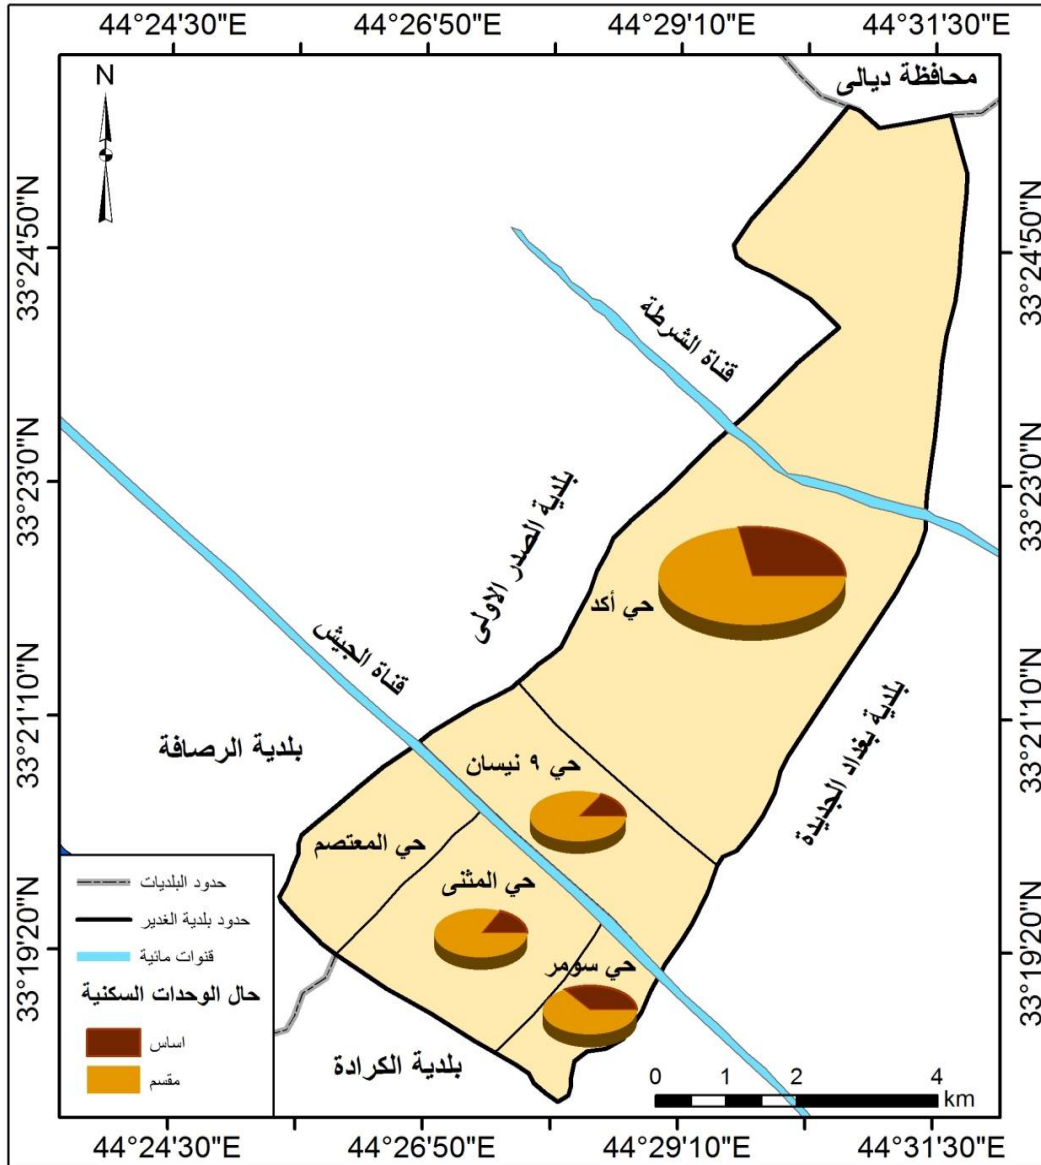 44°24'30"E 44°26'50"E 44°29'10"E 44°31'30"E
محافظة ديالى
N
33°24'50"N
33°24'50"N
قناة الشرطة
33°23'0"N
33°23'0"N
بلدية الصدر الاولى
حي أكد
قناة الجيش
33°21'10"N
33°21'10"N
بلدية الرصافة
بلدية بغداد الجديدة
حي ٩ نيسان
حي المعتصم
حي المثنى
حي سومر
33°19'20"N
33°19'20"N
حدود البلديات
حدود بلدية الغدير
قنوات مائية
حال الوحدات السكنية
اساس
مقسم
بلدية الكرادة
0 1 2 4
km
44°24'30"E 44°26'50"E 44°29'10"E 44°31'30"E